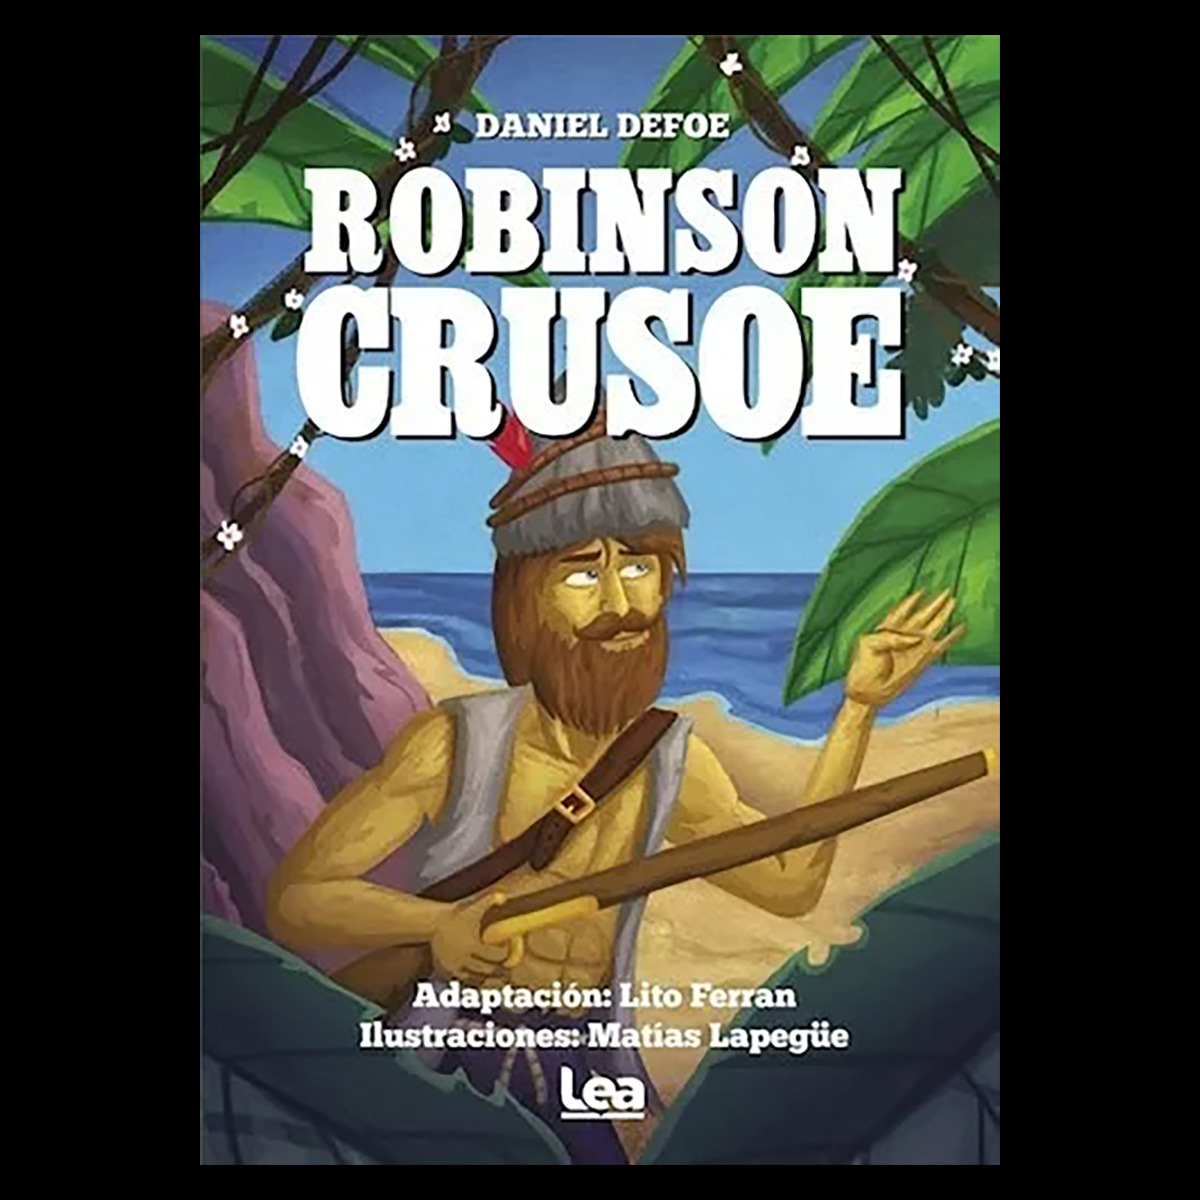 DANIEL DEFOE
ROBINSON
CRUSOE
Adaptación: Lito Ferran
Ilustraciones: Matías Lapegüe
Lea